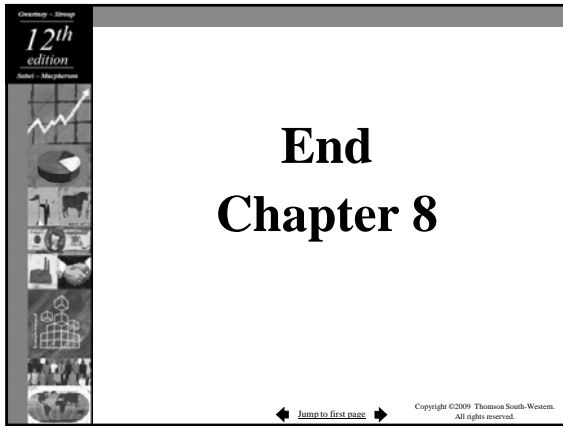 Gwartney – Stroup
12th
edition
Sobel – Macpherson
End
Chapter 8
Jump to first page
Copyright ©2009 Thomson South-Western.
All rights reserved.